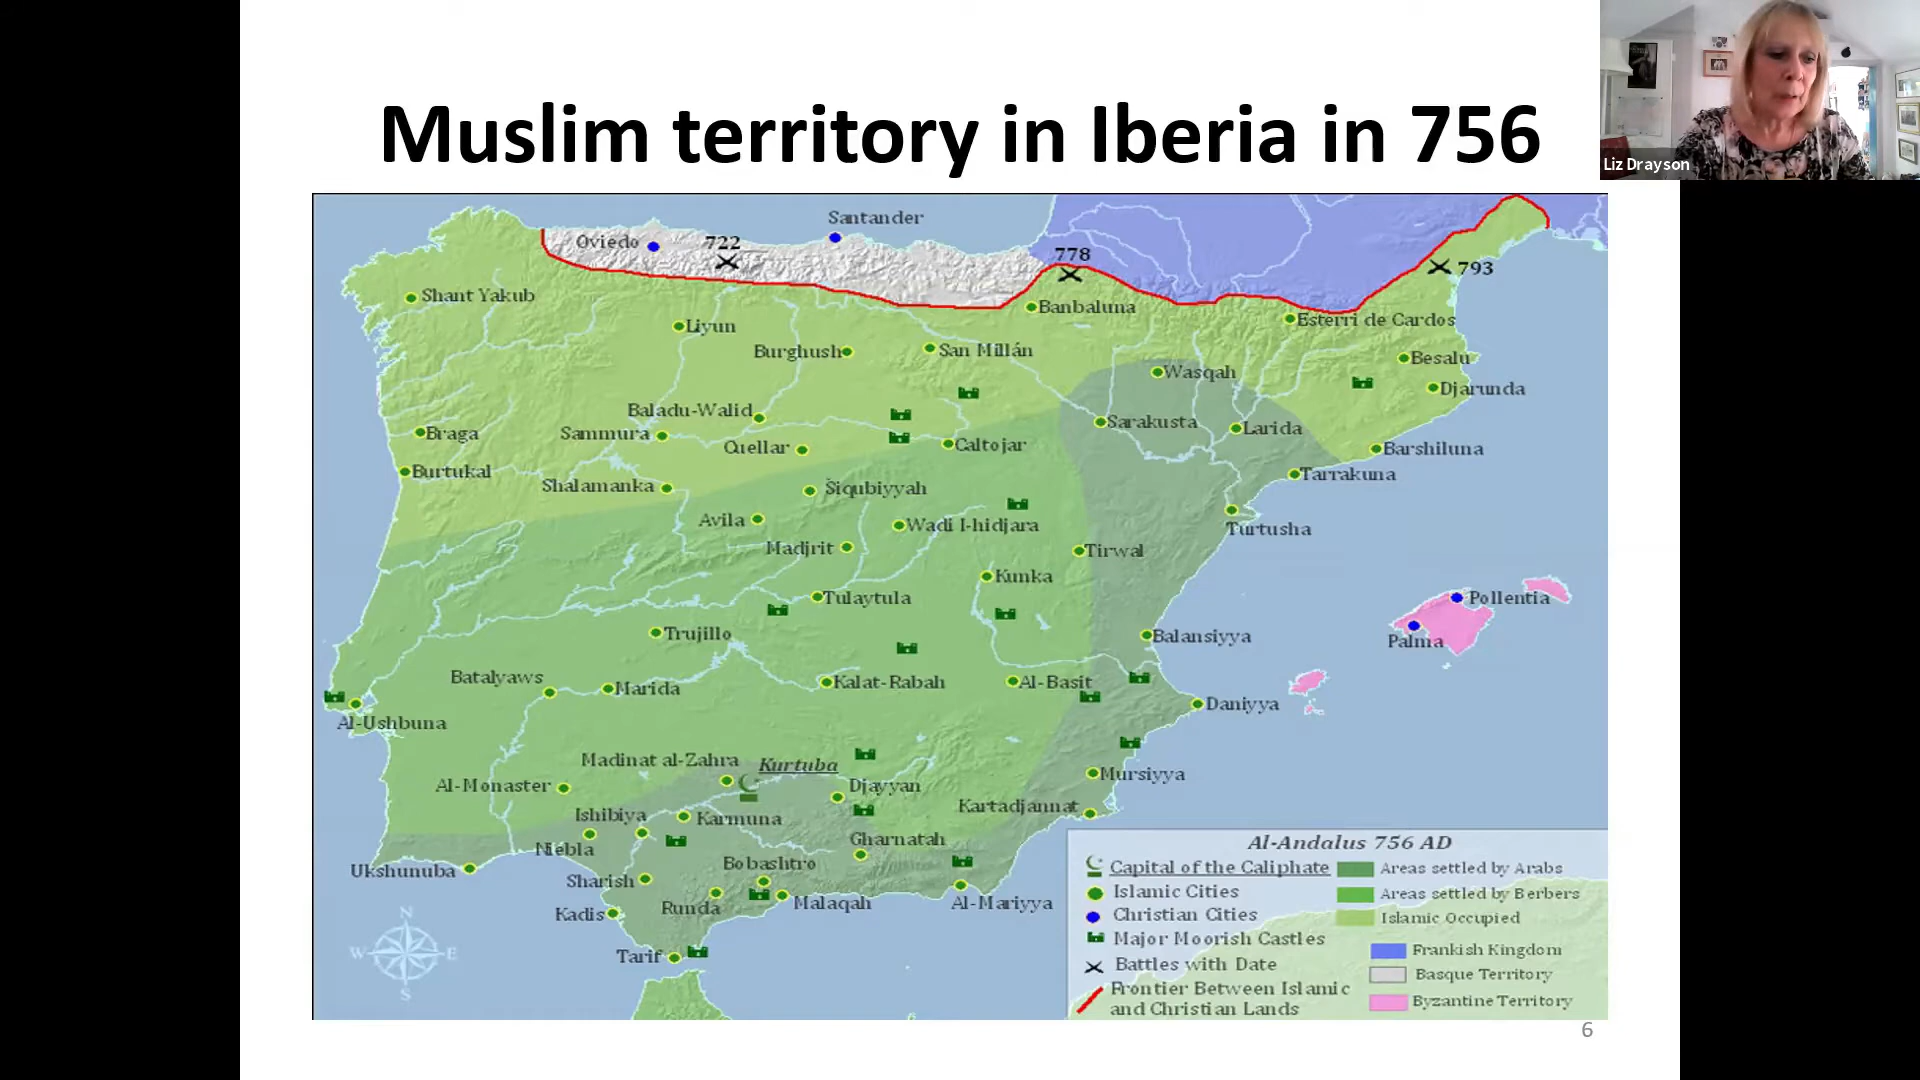 Muslim territory in Iberia in 756
Liz Drayson
Santander
Oviedo
722
778
793
Shant Yakub
Banbaluna
Esterri de Cardos
Liyun
Burghush
San Millán
Besalu
Wasqah
Djarunda
Baladu-Walid
Sarakusta
Larida
Braga
Sammura
Quellar
Caltojar
Barshiluna
Burtukal
Tarrakuna
Shalamanka
Siqubiyyah
Avila
Wadi I-hidjara
Turtusha
Madjrit
Tirwal
Kunka
Tulaytula
Pollentia
Trujillo
Balansiyya
Palma
Batalyaws
Marida
Kalat-Rabah
Al-Basit
Daniyya
Al-Ushbuna
Madinat al-Zahra
Kurtuba
Mursiyya
Al-Monaster
Djayyan
Kartadjannat
Ishibiya
Karmuna
Gharnatah
Niebla
Bobashtro
Ukshunuba
Sharish
Runda
Malaqah
Al-Mariyya
Kadis
Tarif
N
W
E
S
Al-Andalus 756 AD
Capital of the Caliphate
Islamic Cities
Christian Cities
Major Moorish Castles
Battles with Date
Frontier Between Islamic
and Christian Lands
Areas settled by Arabs
Areas settled by Berbers
Islamic Occupied
Frankish Kingdom
Basque Territory
Byzantine Territory
6